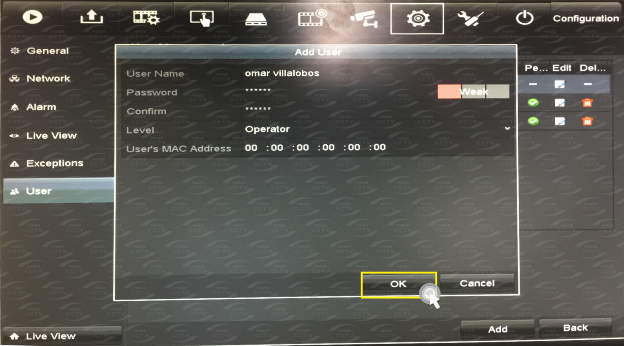 Configuration
General
Network
Alarm
Live View
Exceptions
User
Live View
Add User
User Name omar villalobos
Password ****** Weak
Confirm ******
Level Operator
User's MAC Address 00 :00 :00 :00 :00 :00
OK Cancel
Pe... Edit Del...
Add Back